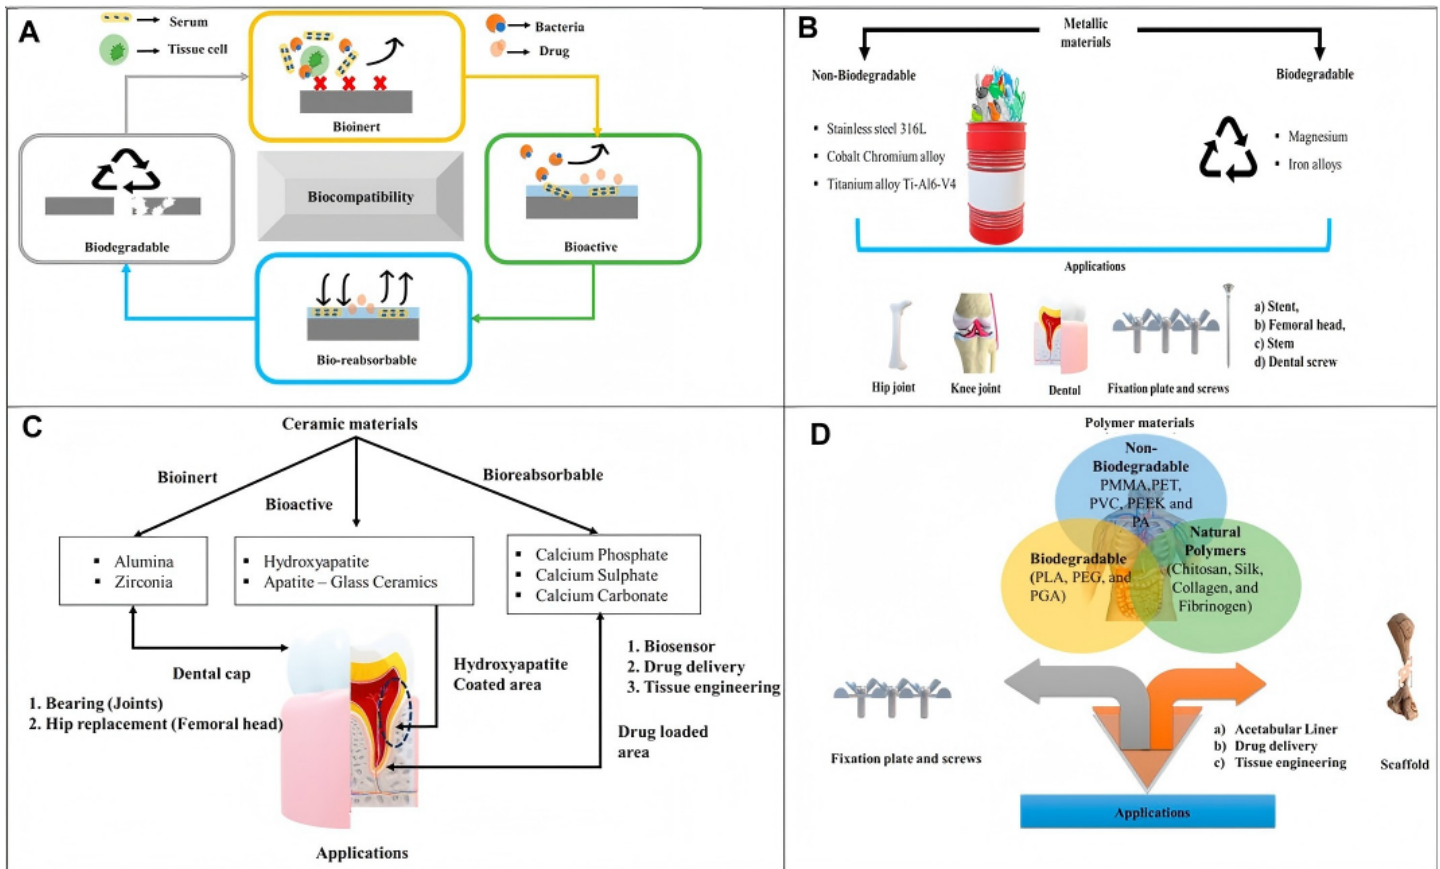 A
Serum
Tissue cell
Bacteria
Drug
Bioinert
Biocompatibility
Biodegradable
Bioactive
Bio-reabsorbable
B
Metallic
materials
Non-Biodegradable
Biodegradable
▪ Stainless steel 316L
▪ Cobalt Chromium alloy
▪ Titanium alloy Ti-Al6-V4
▪ Magnesium
▪ Iron alloys
Applications
a) Stent,
b) Femoral head,
c) Stem
d) Dental screw
Hip joint
Knee joint
Dental
Fixation plate and screws
C
Ceramic materials
Bioinert
Bioactive
Bioreabsorbable
▪ Alumina
▪ Zirconia
▪ Hydroxyapatite
▪ Apatite – Glass Ceramics
▪ Calcium Phosphate
▪ Calcium Sulphate
▪ Calcium Carbonate
Dental cap
1. Bearing (Joints)
2. Hip replacement (Femoral head)
Hydroxyapatite
Coated area
1. Biosensor
2. Drug delivery
3. Tissue engineering
Drug loaded
area
Applications
D
Polymer materials
Non-
Biodegradable
PMMA,PET,
PVC, PEEK and
PA
Biodegradable
(PLA, PEG, and
PGA)
Natural
Polymers
(Chitosan, Silk,
Collagen, and
Fibrinogen)
Fixation plate and screws
a) Acetabular Liner
b) Drug delivery
c) Tissue engineering
Scaffold
Applications